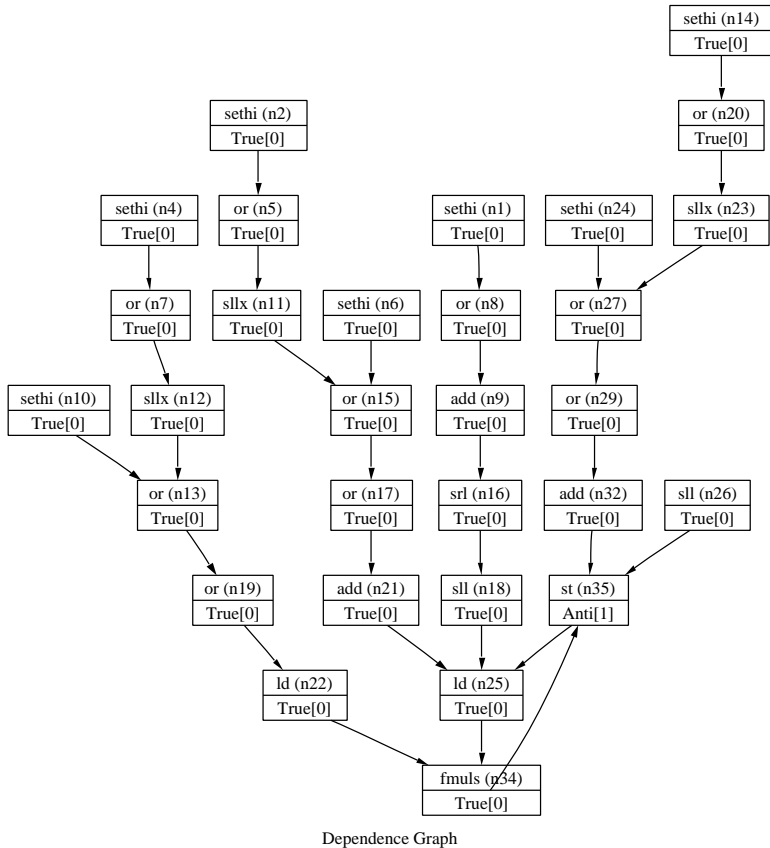 sethi (n14)
True[0]
sethi (n2)
True[0]
or (n20)
True[0]
sethi (n4)
True[0]
or (n5)
True[0]
sethi (n1)
True[0]
sethi (n24)
True[0]
sllx (n23)
True[0]
or (n7)
True[0]
sllx (n11)
True[0]
sethi (n6)
True[0]
or (n8)
True[0]
or (n27)
True[0]
sethi (n10)
True[0]
sllx (n12)
True[0]
or (n15)
True[0]
add (n9)
True[0]
or (n29)
True[0]
or (n13)
True[0]
or (n17)
True[0]
srl (n16)
True[0]
add (n32)
True[0]
sll (n26)
True[0]
or (n19)
True[0]
add (n21)
True[0]
sll (n18)
True[0]
st (n35)
Anti[1]
ld (n22)
True[0]
ld (n25)
True[0]
fmuls (n34)
True[0]
Dependence Graph